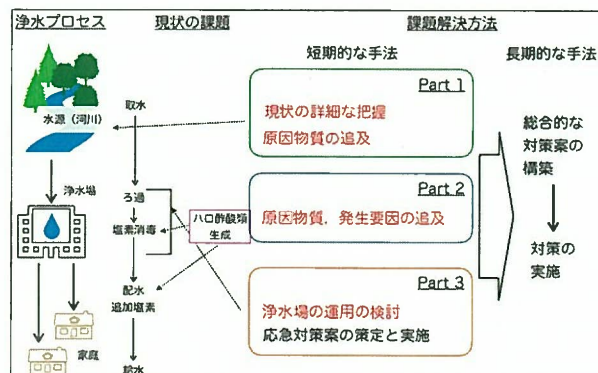 浄水プロセス
現状の課題
課題解決方法
短期的な手法
長期的な手法
水源（河川）
浄水場
家庭
取水
ろ過
塩素消毒
配水
追加塩素
給水
ハロ酢酸類
生成
Part 1
現状の詳細な把握
原因物質の追及
Part 2
原因物質，発生要因の追及
Part 3
浄水場の運用の検討
応急対策案の策定と実施
総合的な
対策案の
構築
対策の
実施